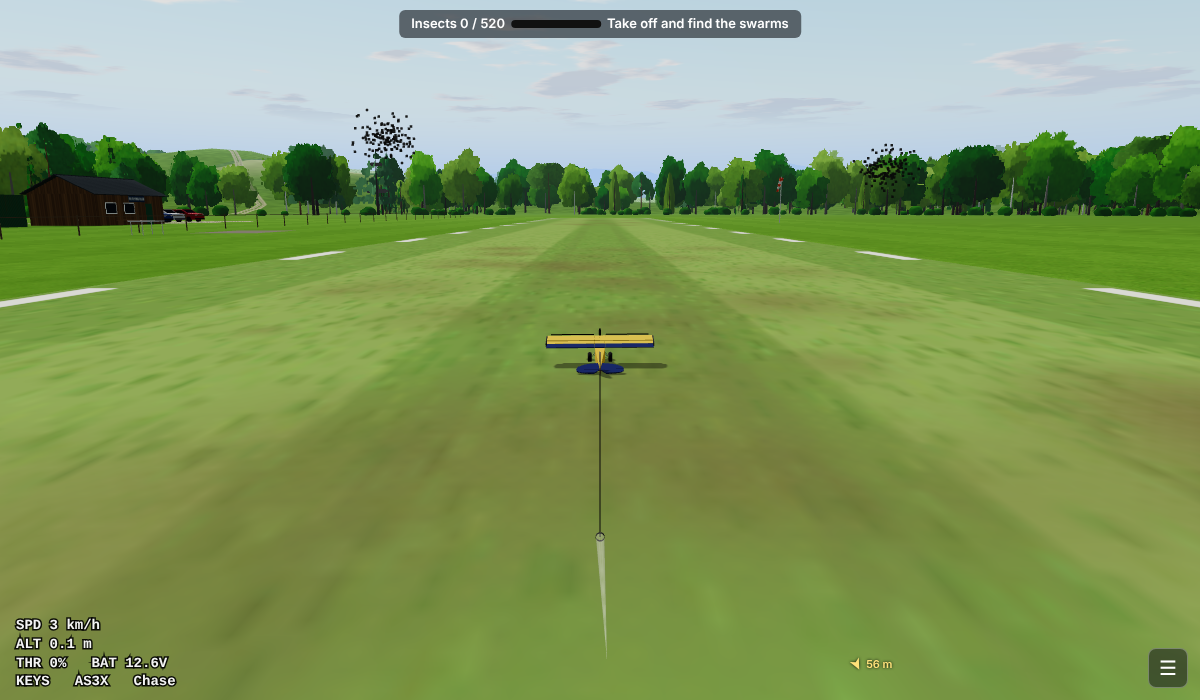 Insects 0 / 520 Take off and find the swarms
SPD 3 km/h
ALT 0.1 m
THR 0% BAT 12.6V
KEYS AS3X Chase
56 m